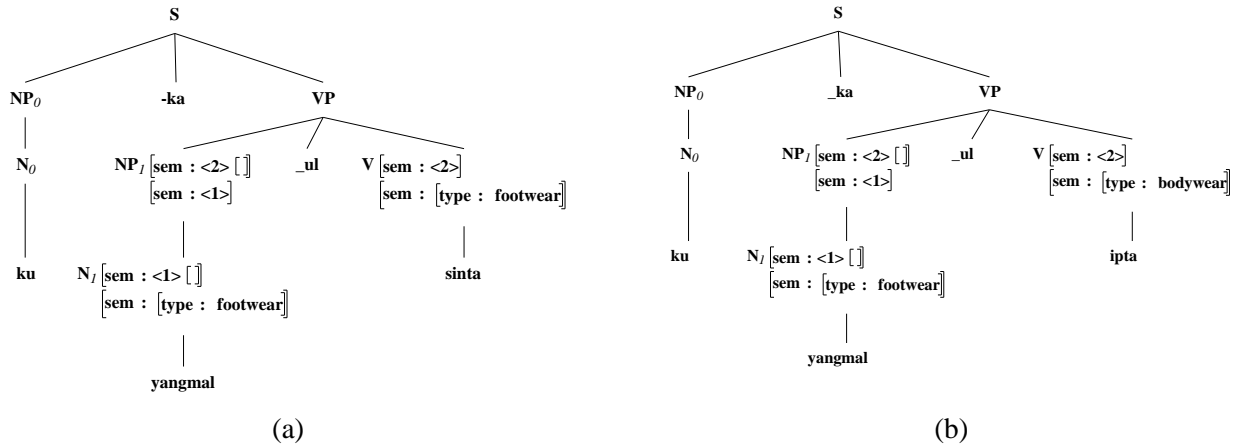 S
NP0 -ka VP
N0 NP1 [sem : <2> [ ]] _ul V [sem : <2>]
[sem : <1>] [sem : [type : footwear]]
ku N1 [sem : <1> [ ]] sinta
[sem : [type : footwear]]
yangmal
(a)
S
NP0 _ka VP
N0 NP1 [sem : <2> [ ]] _ul V [sem : <2>]
[sem : <1>] [sem : [type : bodywear]]
ku N1 [sem : <1> [ ]] ipta
[sem : [type : footwear]]
yangmal
(b)